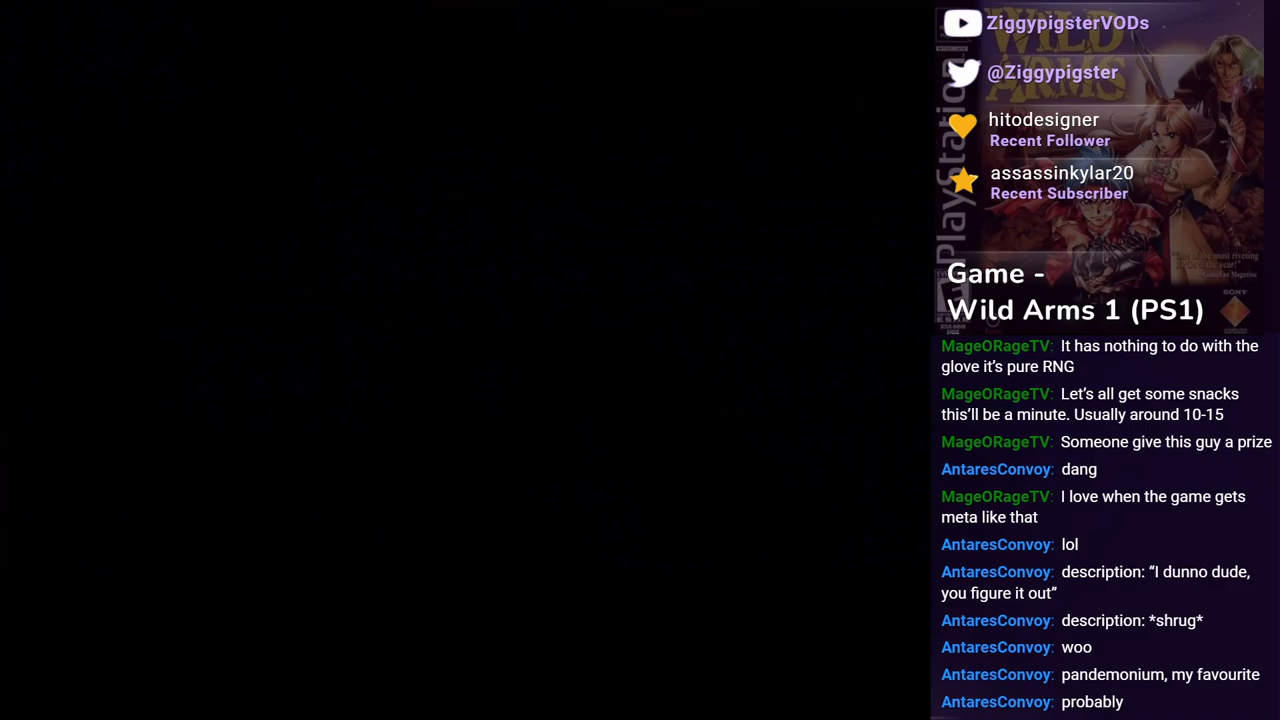 ZiggypigsterVODs
@Ziggypigster
hitodesigner
Recent Follower
assassinkylar20
Recent Subscriber
WILD
ARMS
PlayStation
SONY
Game -
Wild Arms 1 (PS1)
MageORageTV: It has nothing to do with the
glove it’s pure RNG
MageORageTV: Let’s all get some snacks
this’ll be a minute. Usually around 10-15
MageORageTV: Someone give this guy a prize
AntaresConvoy: dang
MageORageTV: I love when the game gets
meta like that
AntaresConvoy: lol
AntaresConvoy: description: “I dunno dude,
you figure it out”
AntaresConvoy: description: *shrug*
AntaresConvoy: woo
AntaresConvoy: pandemonium, my favourite
AntaresConvoy: probably